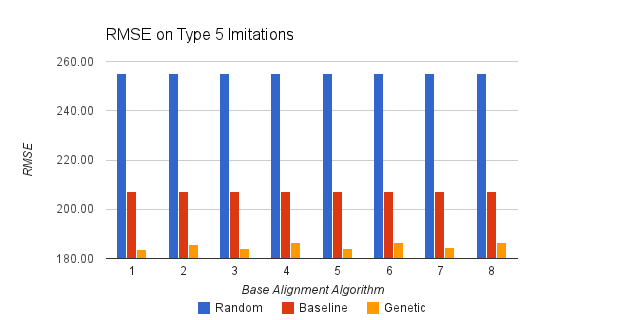 RMSE on Type 5 Imitations
260.00
240.00
220.00
200.00
180.00
RMSE
1 2 3 4 5 6 7 8
Base Alignment Algorithm
Random Baseline Genetic